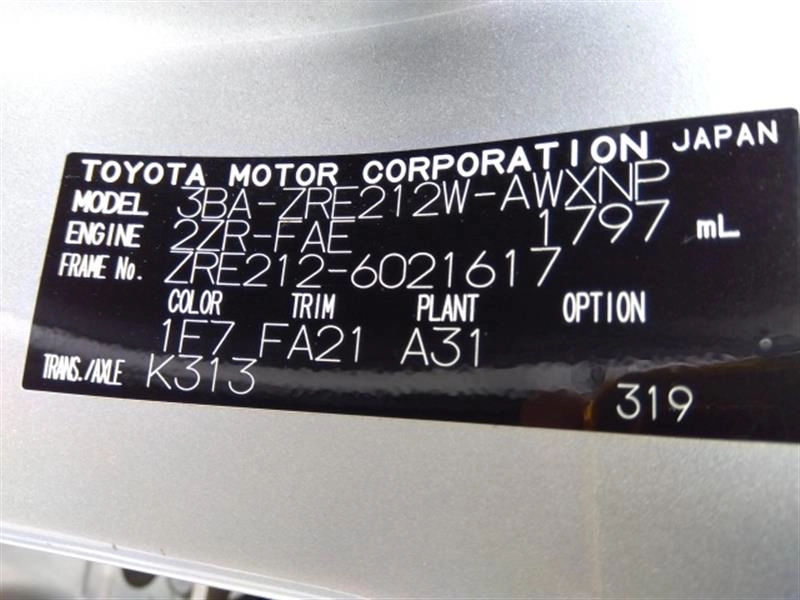 TOYOTA MOTOR CORPORATION JAPAN
MODEL 3BA-ZRE212W-AWXNP
ENGINE 2ZR-FAE 1797 mL
FRAME No. ZRE212-6021617
COLOR TRIM PLANT OPTION
1F7 FA21 A31
TRANS./AXLE K313
319